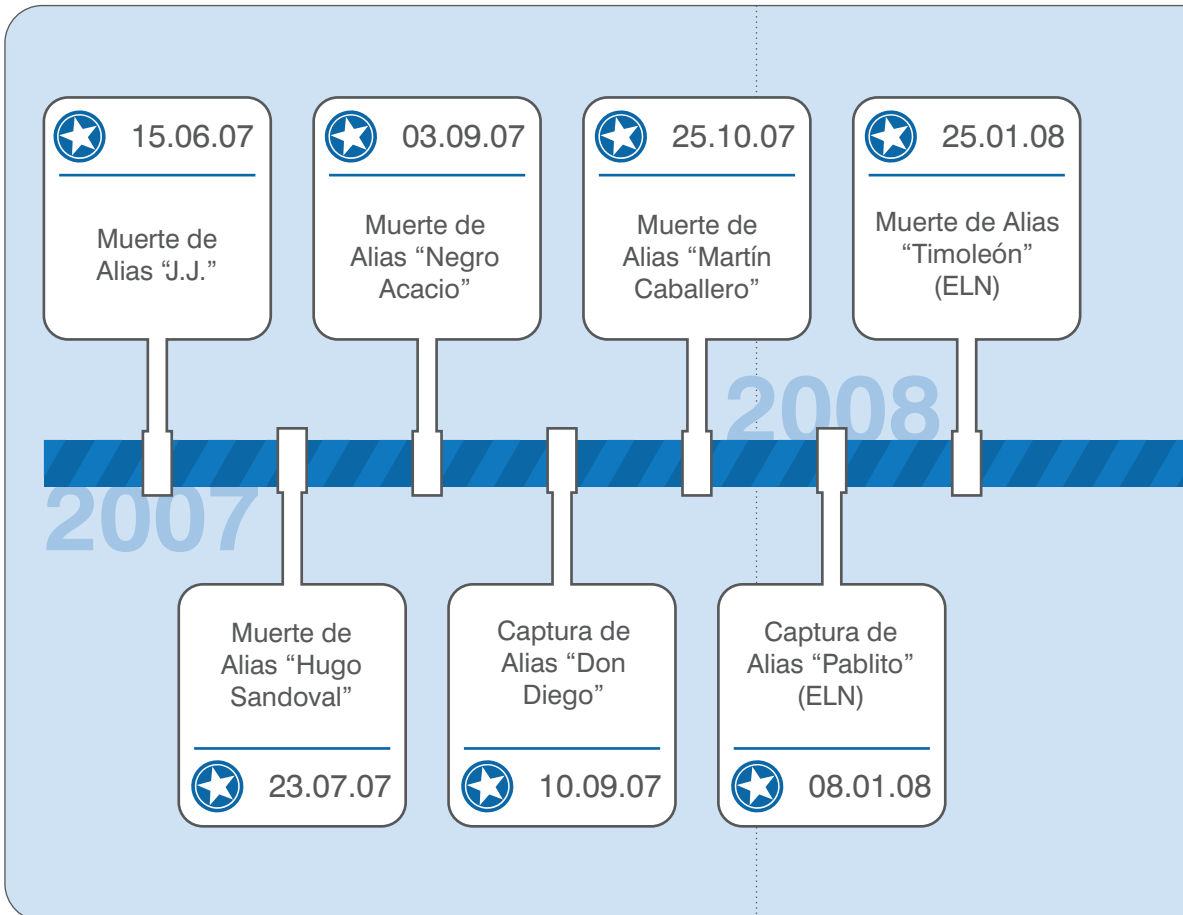 15.06.07
Muerte de
Alias “J.J.”
03.09.07
Muerte de
Alias “Negro
Acacio”
25.10.07
Muerte de
Alias “Martín
Caballero”
25.01.08
Muerte de Alias
“Timoleón”
(ELN)
2008
2007
Muerte de
Alias “Hugo
Sandoval”
23.07.07
Captura de
Alias “Don
Diego”
10.09.07
Captura de
Alias “Pablito”
(ELN)
08.01.08